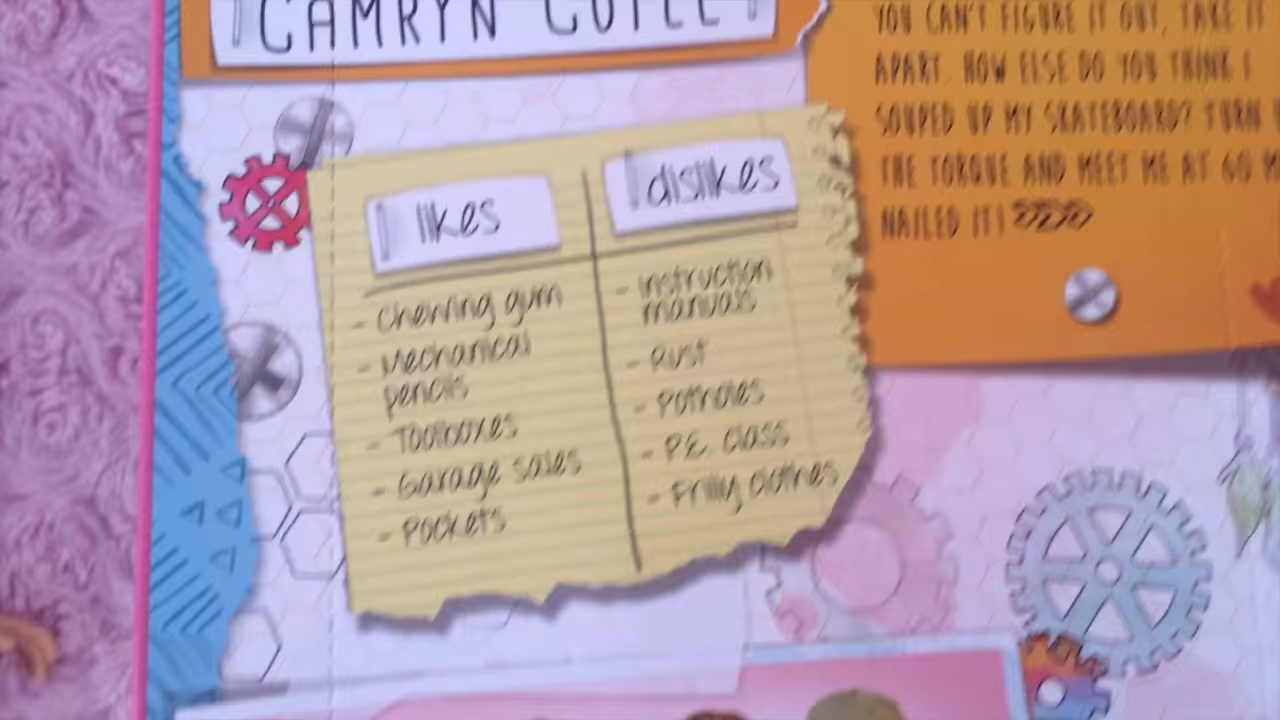 CAMRYN COYLE
likes
- Chewing gum
- Mechanical
pencils
- Toolboxes
- Garage sales
- Pockets
dislikes
- Instruction
manuals
- Rust
- Potholes
- P.E. class
- Frilly clothes
YOU CAN'T FIGURE IT OUT, TAKE IT
APART. HOW ELSE DO YOU THINK I
SOUPED UP MY SKATEBOARD? TURN
THE TORQUE AND MEET ME AT 60 M
NAILED IT!